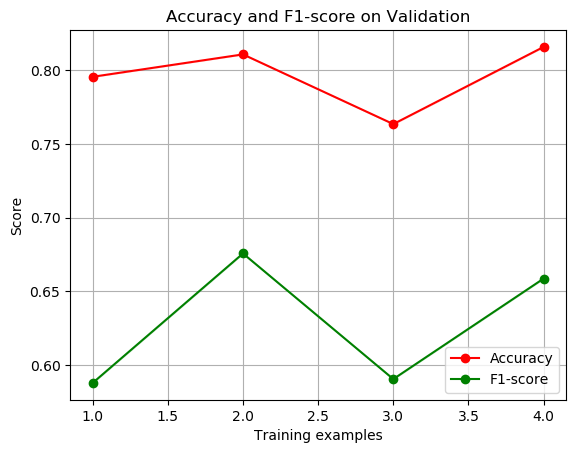 Accuracy and F1-score on Validation
0.80
0.75
0.70
0.65
0.60
Score
Accuracy
F1-score
1.0 1.5 2.0 2.5 3.0 3.5 4.0
Training examples